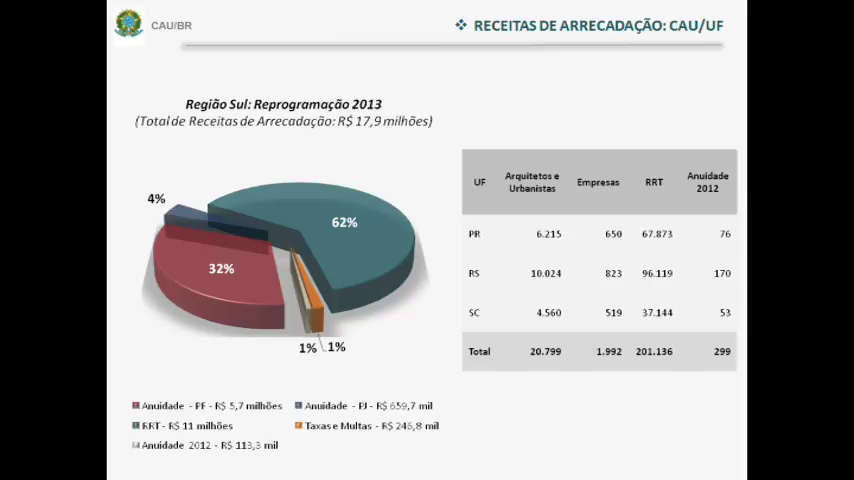 CAU/BR
❖ RECEITAS DE ARRECADAÇÃO: CAU/UF
Região Sul: Reprogramação 2013
(Total de Receitas de Arrecadação: R$ 17,9 milhões)
4%
62%
32%
1%
1%
Anuidade - PF - R$ 5,7 milhões
Anuidade - PJ - R$ 659,7 mil
RRT - R$ 11 milhões
Taxas e Multas - R$ 246,8 mil
Anuidade 2012 - R$ 113,3 mil
UF Arquitetos e Urbanistas Empresas RRT Anuidade 2012
PR 6.215 650 67.873 76
RS 10.024 823 96.119 170
SC 4.560 519 37.144 53
Total 20.799 1.992 201.136 299